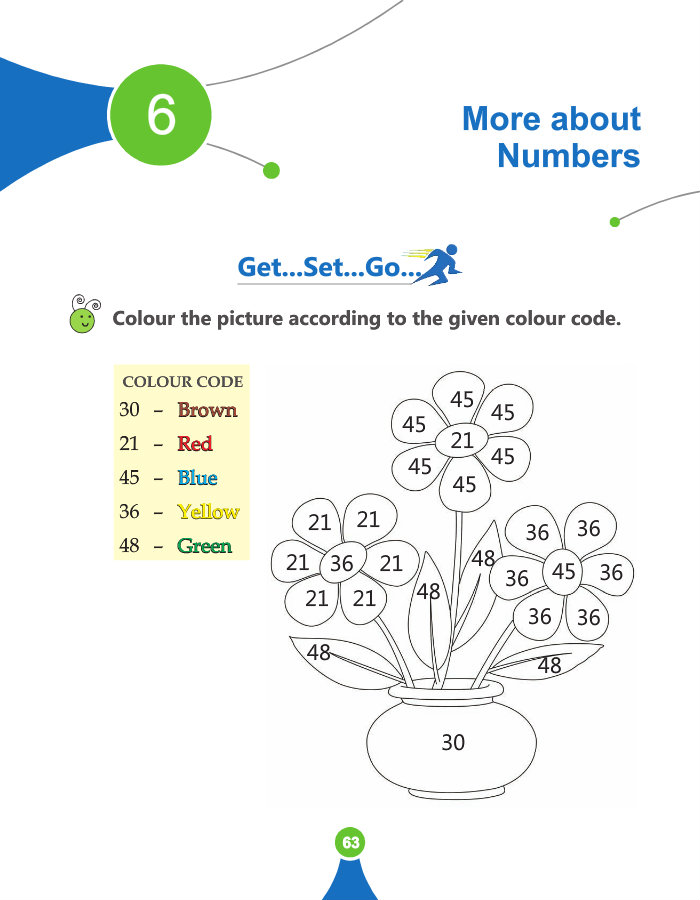 6
More about
Numbers
Get...Set...Go...
Colour the picture according to the given colour code.
COLOUR CODE
30 – Brown
21 – Red
45 – Blue
36 – Yellow
48 – Green
45
45
45
21
45
45
45
21
21
21
36
21
21
21
36
36
36
45
36
36
36
48
48
48
48
30
63